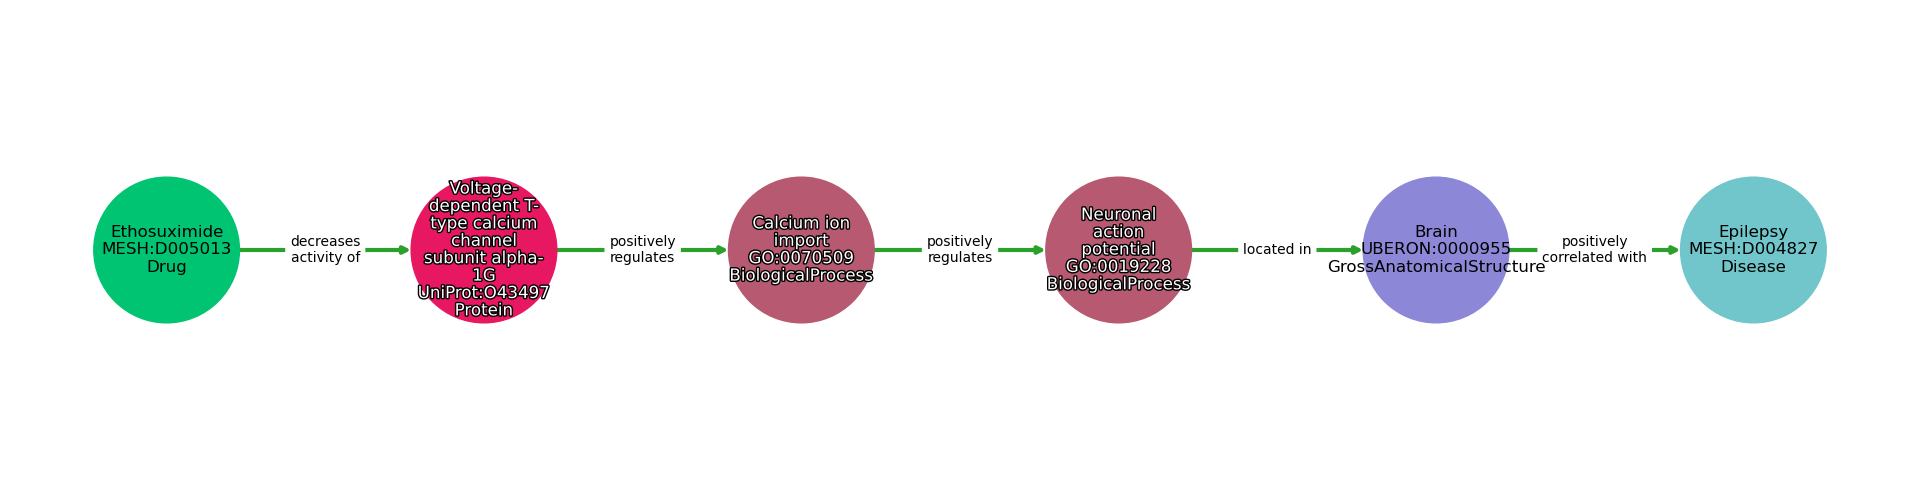 Ethosuximide
MESH:D005013
Drug
decreases
activity of
Voltage-
dependent T-
type calcium
channel
subunit alpha-
1G
UniProt:O43497
Protein
positively
regulates
Calcium ion
import
GO:0070509
BiologicalProcess
positively
regulates
Neuronal
action
potential
GO:0019228
BiologicalProcess
located in
Brain
UBERON:0000955
GrossAnatomicalStructure
positively
correlated with
Epilepsy
MESH:D004827
Disease